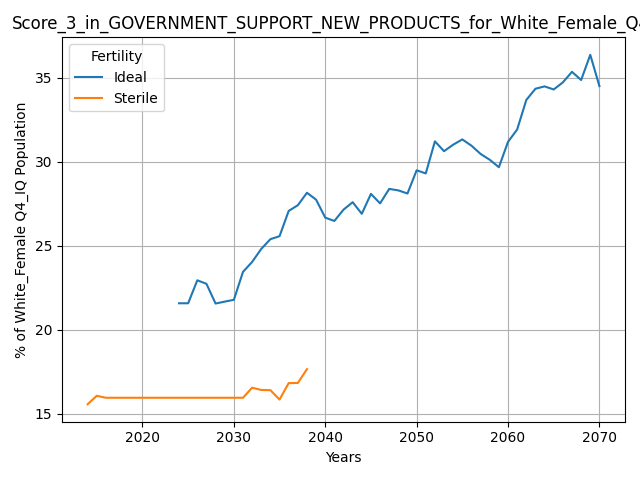 Score_3_in_GOVERNMENT_SUPPORT_NEW_PRODUCTS_for_White_Female_Q4
Fertility
Ideal
Sterile
% of White_Female Q4_IQ Population
35
30
25
20
15
2020 2030 2040 2050 2060 2070
Years